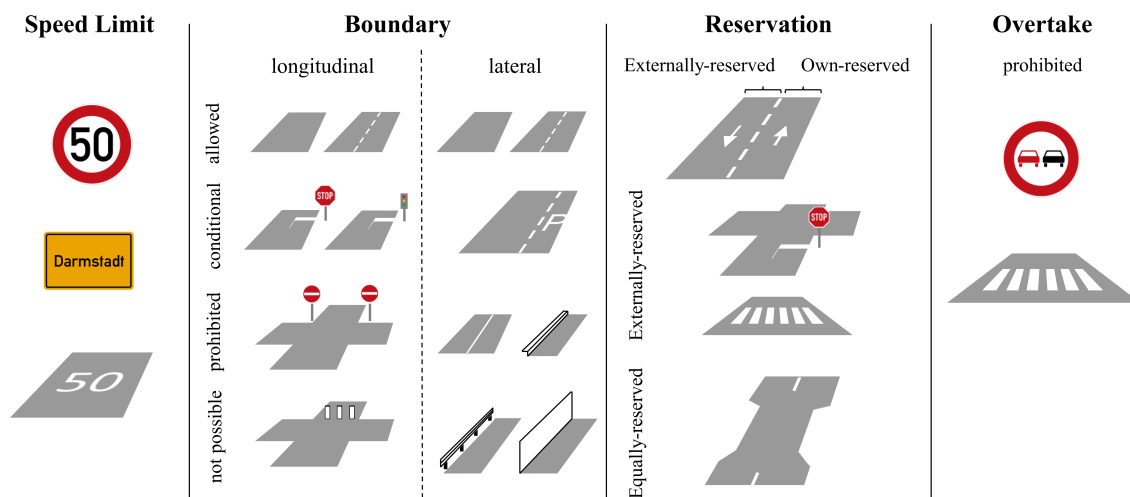 Speed Limit
50
Darmstadt
50
Boundary
longitudinal
lateral
allowed
conditional
STOP
P
prohibited
not possible
Reservation
Externally-reserved
Own-reserved
Externally-reserved
STOP
Equally-reserved
Overtake
prohibited